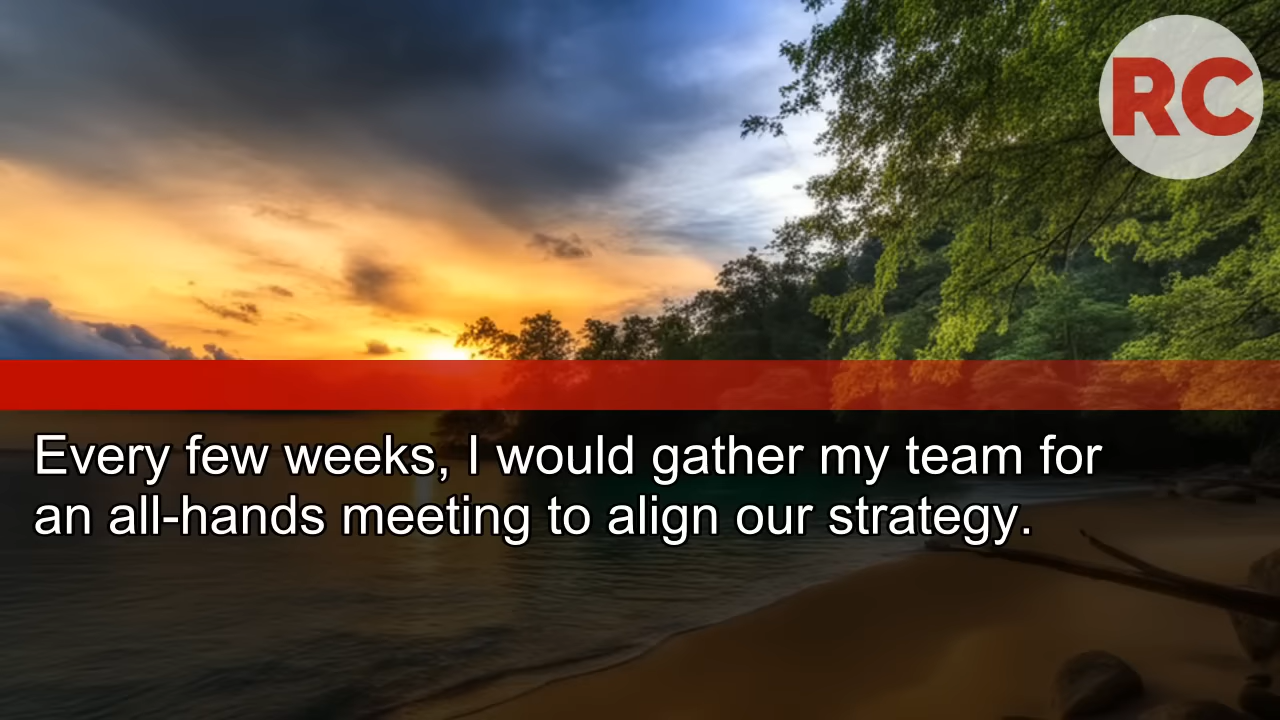 RC
Every few weeks, I would gather my team for
an all-hands meeting to align our strategy.